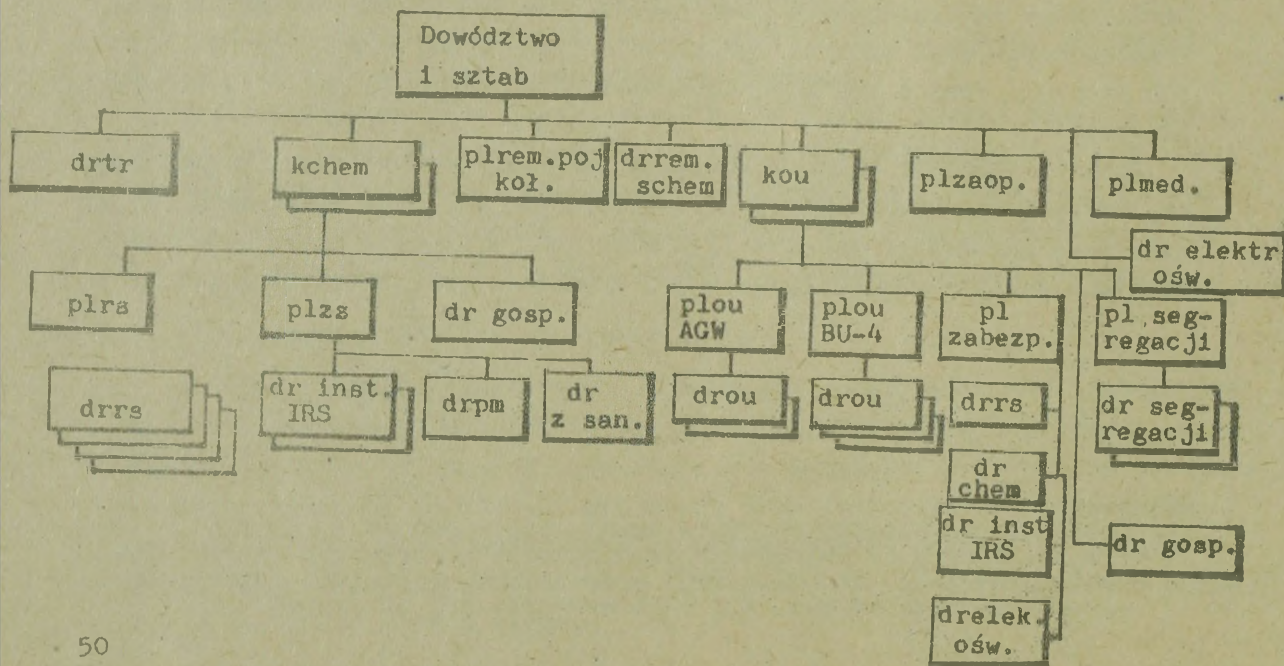 Dowództwo
i sztab
drtr
kchem
plrem.poj
koł.
drrem.
schem
kou
plzaop.
plmed.
dr elektr
ośw.
plrs
plzs
dr gosp.
plou
AGW
plou
BU-4
pl
zabezp.
pl seg-
regacji
drrs
dr inst.
IRS
drpm
dr
z san.
drou
drou
drrs
dr seg-
regacji
dr
chem
dr inst
IRS
dr gosp.
drelek.
ośw.
50